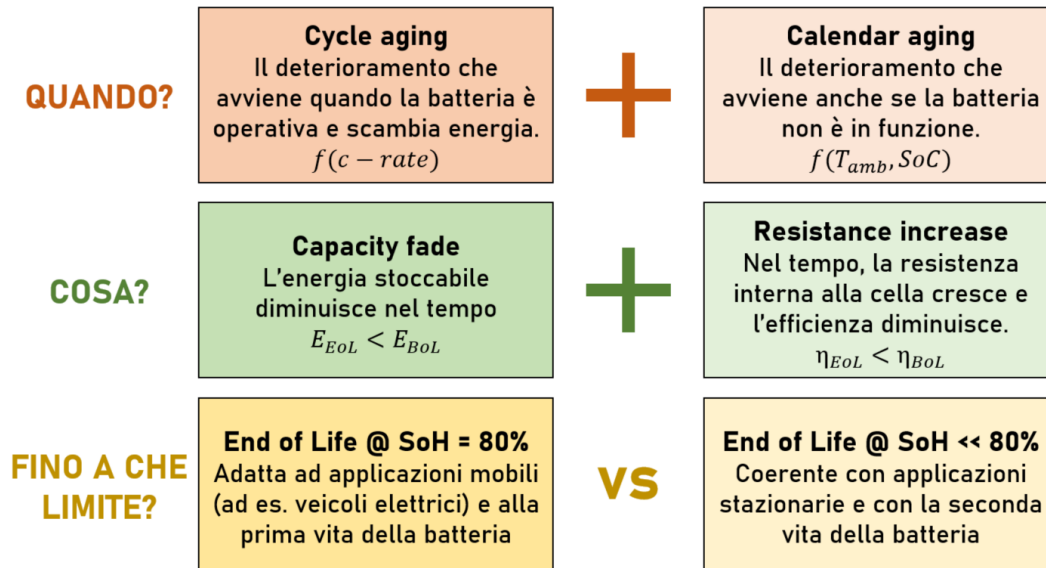 QUANDO?
Cycle aging
Il deterioramento che
avviene quando la batteria è
operativa e scambia energia.
f(c − rate)
+
Calendar aging
Il deterioramento che
avviene anche se la batteria
non è in funzione.
f(T_amb, SoC)
COSA?
Capacity fade
L'energia stoccabile
diminuisce nel tempo
E_EoL < E_BoL
+
Resistance increase
Nel tempo, la resistenza
interna alla cella cresce e
l'efficienza diminuisce.
η_EoL < η_BoL
FINO A CHE
LIMITE?
End of Life @ SoH = 80%
Adatta ad applicazioni mobili
(ad es. veicoli elettrici) e alla
prima vita della batteria
VS
End of Life @ SoH << 80%
Coerente con applicazioni
stazionarie e con la seconda
vita della batteria